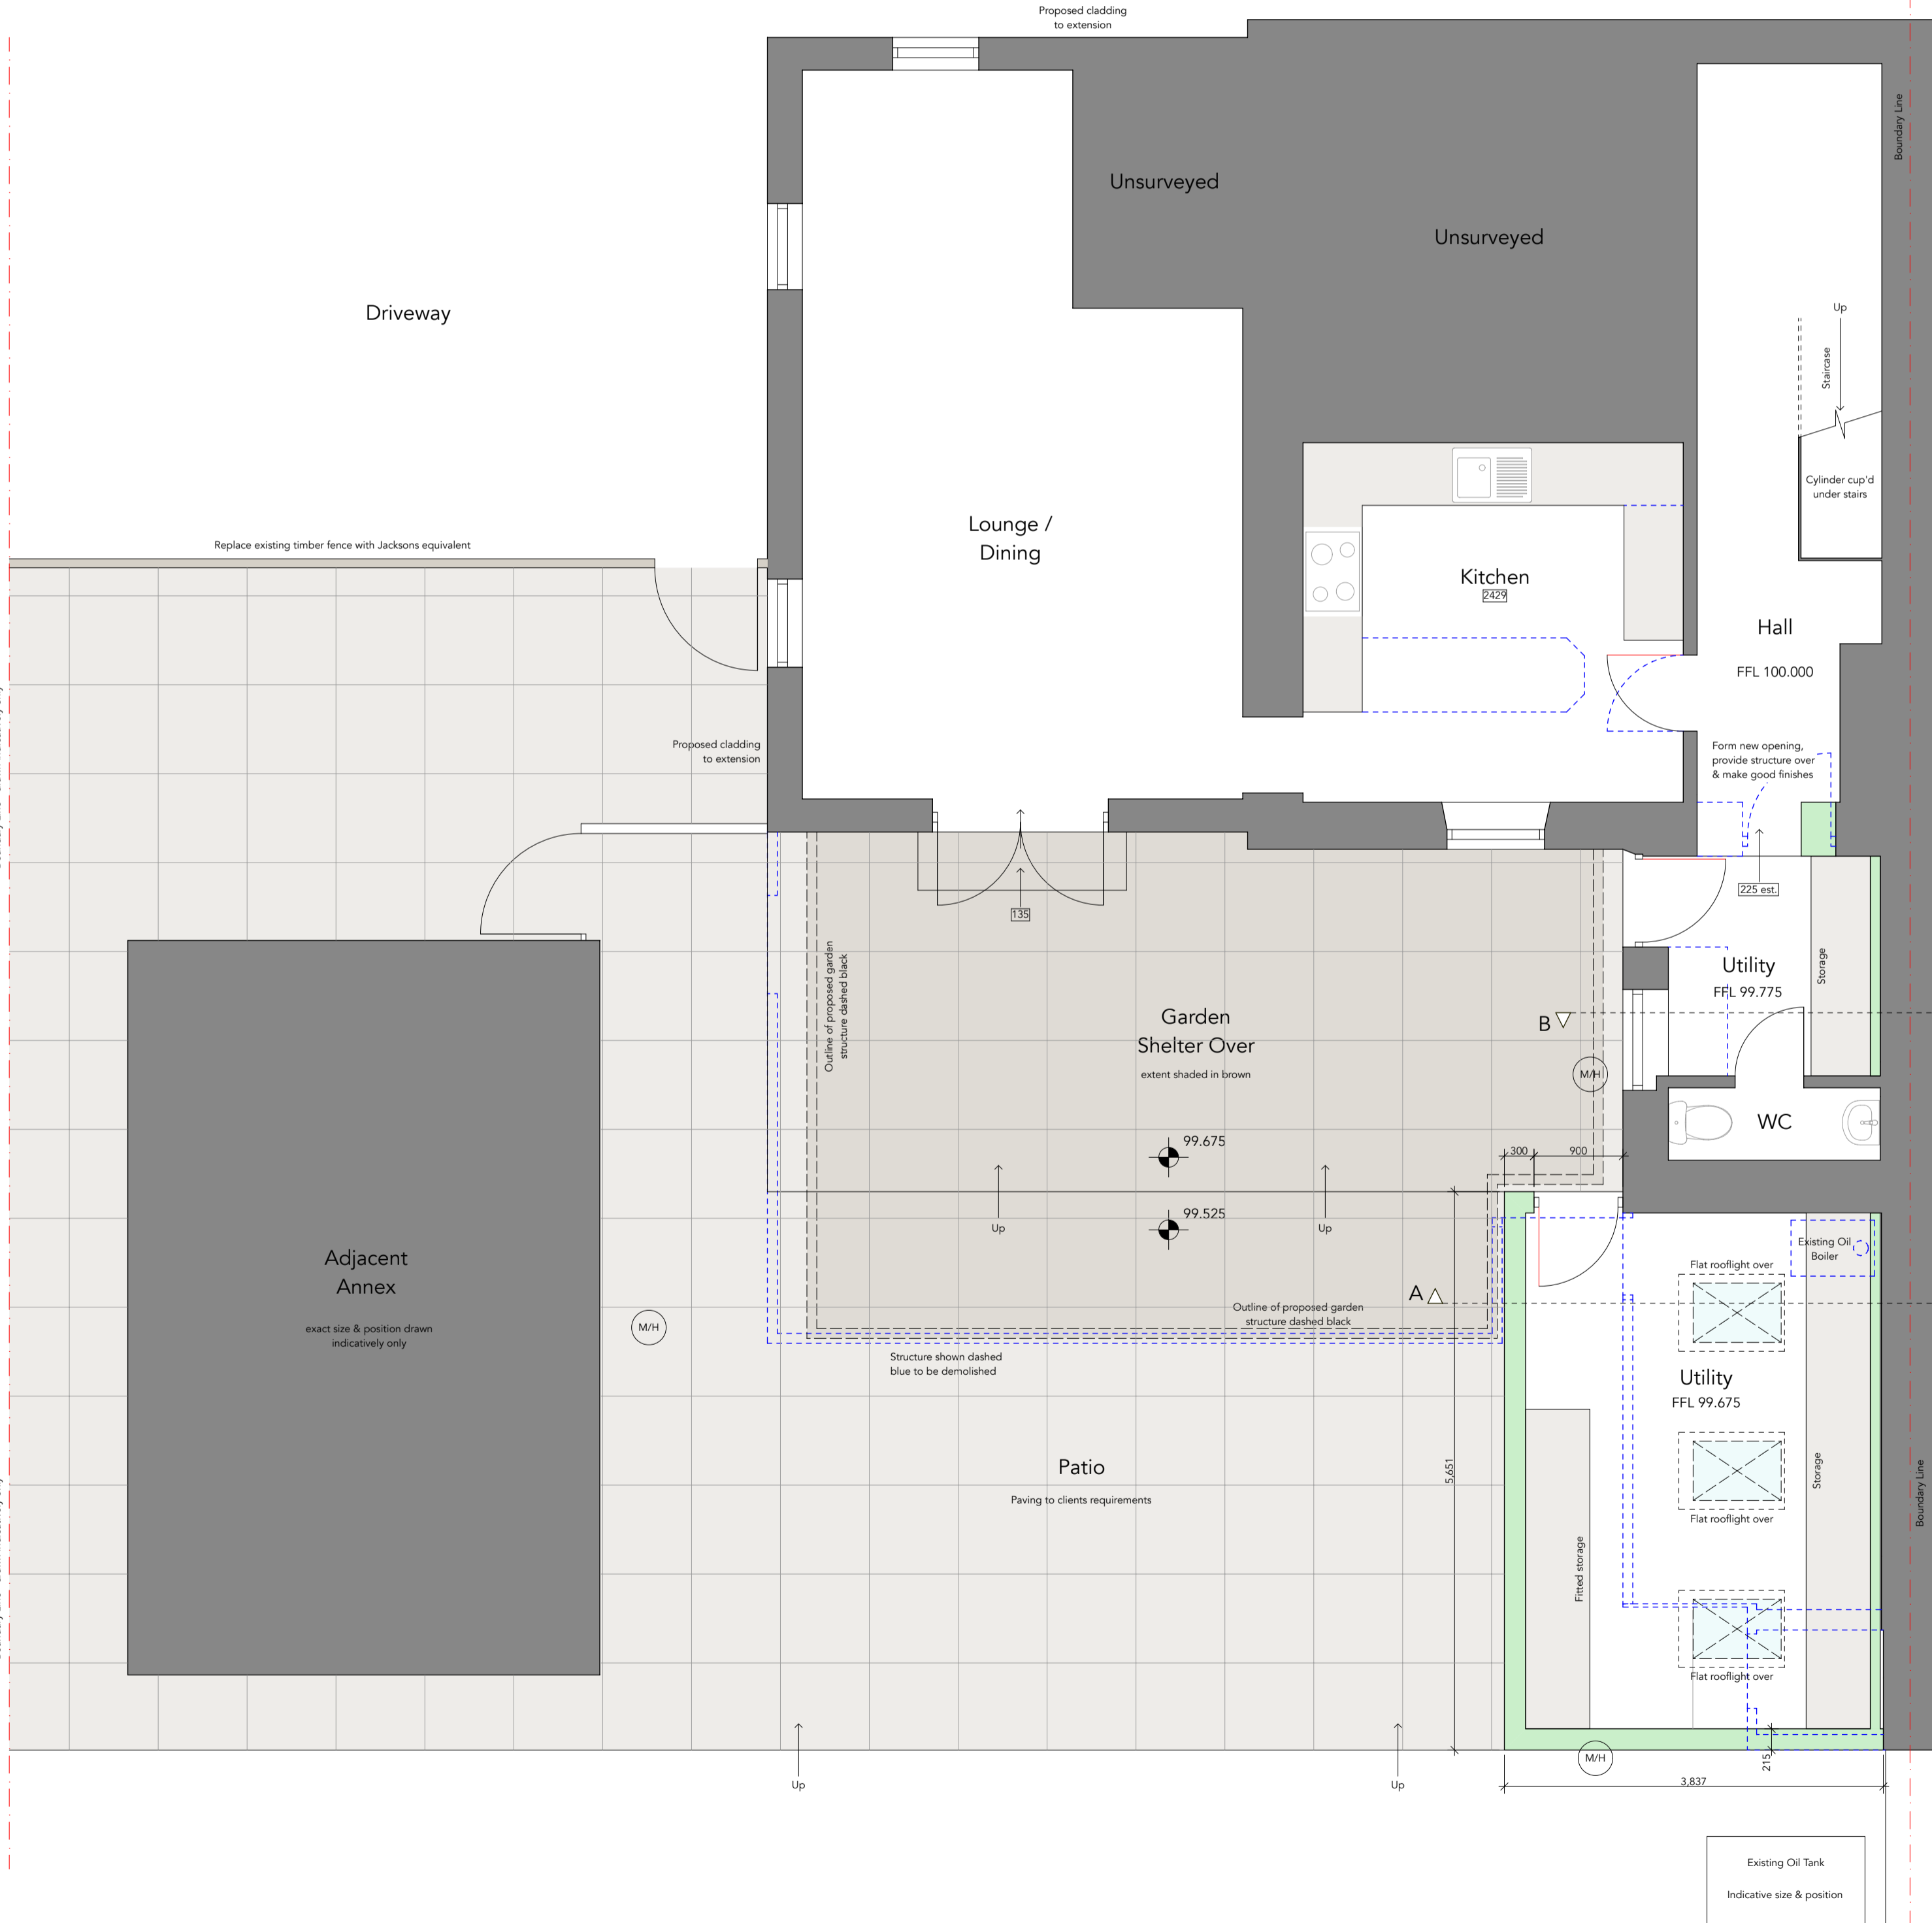 Proposed cladding
to extension
Boundary Line
Unsurveyed
Unsurveyed
Driveway
Up
Staircase
Cylinder cup'd
under stairs
Lounge /
Dining
Replace existing timber fence with Jacksons equivalent
Kitchen
2429
Hall
FFL 100.000
Proposed cladding
to extension
Form new opening,
provide structure over
& make good finishes
225 est.
135
Outline of proposed garden
structure dashed black
Utility
FFL 99.775
Storage
Garden
Shelter Over
extent shaded in brown
B
M/H
WC
99.675
300
900
99.525
Up
Up
Existing Oil
Boiler
Adjacent
Annex
exact size & position drawn
indicatively only
M/H
A
Outline of proposed garden
structure dashed black
Flat rooflight over
Structure shown dashed
blue to be demolished
Utility
FFL 99.675
Patio
Paving to clients requirements
5,651
Storage
Boundary Line
Flat rooflight over
Fitted storage
Flat rooflight over
M/H
215
Up
Up
3,837
Existing Oil Tank
Indicative size & position